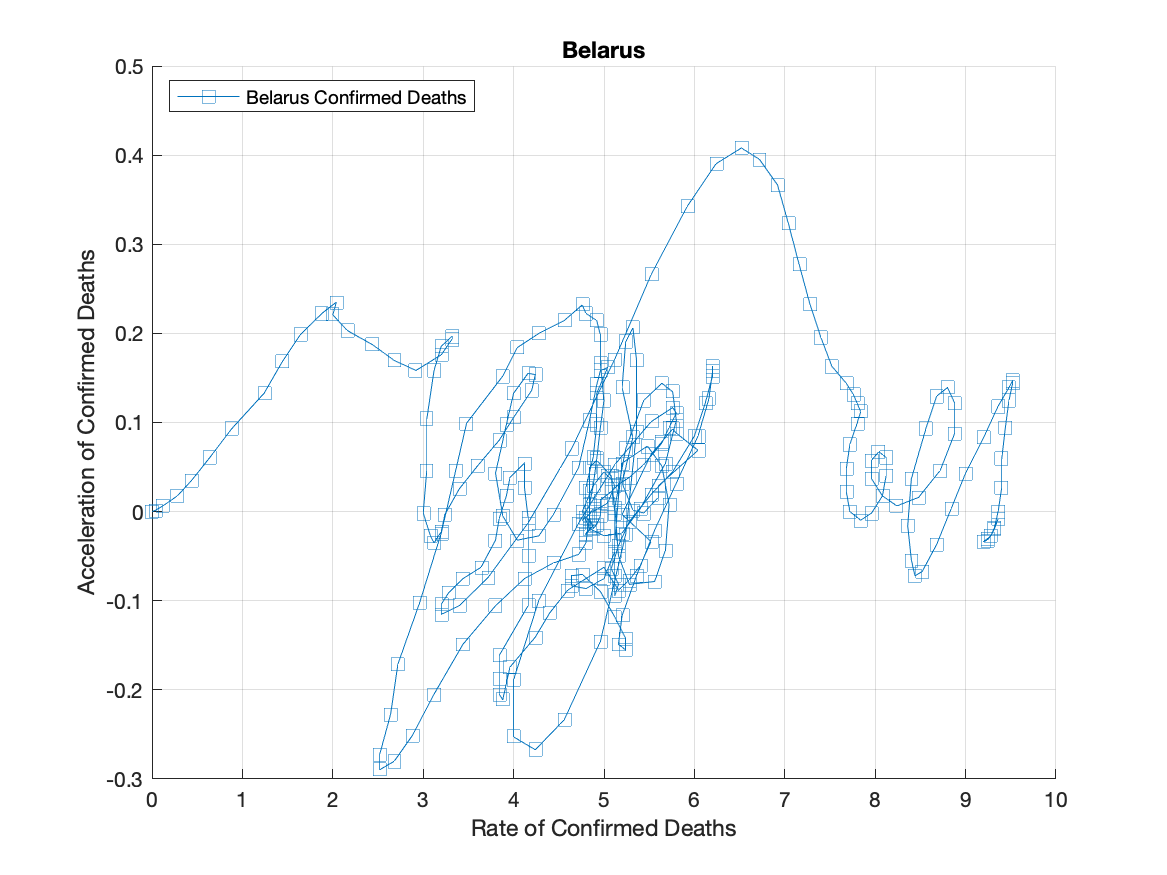 Belarus
Belarus Confirmed Deaths
0.5
0.4
0.3
0.2
0.1
0
-0.1
-0.2
-0.3
Acceleration of Confirmed Deaths
0 1 2 3 4 5 6 7 8 9 10
Rate of Confirmed Deaths